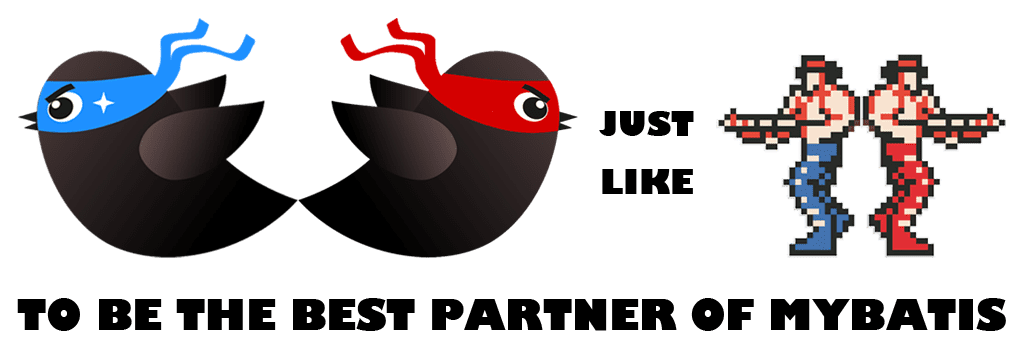 JUST
LIKE
TO BE THE BEST PARTNER OF MYBATIS